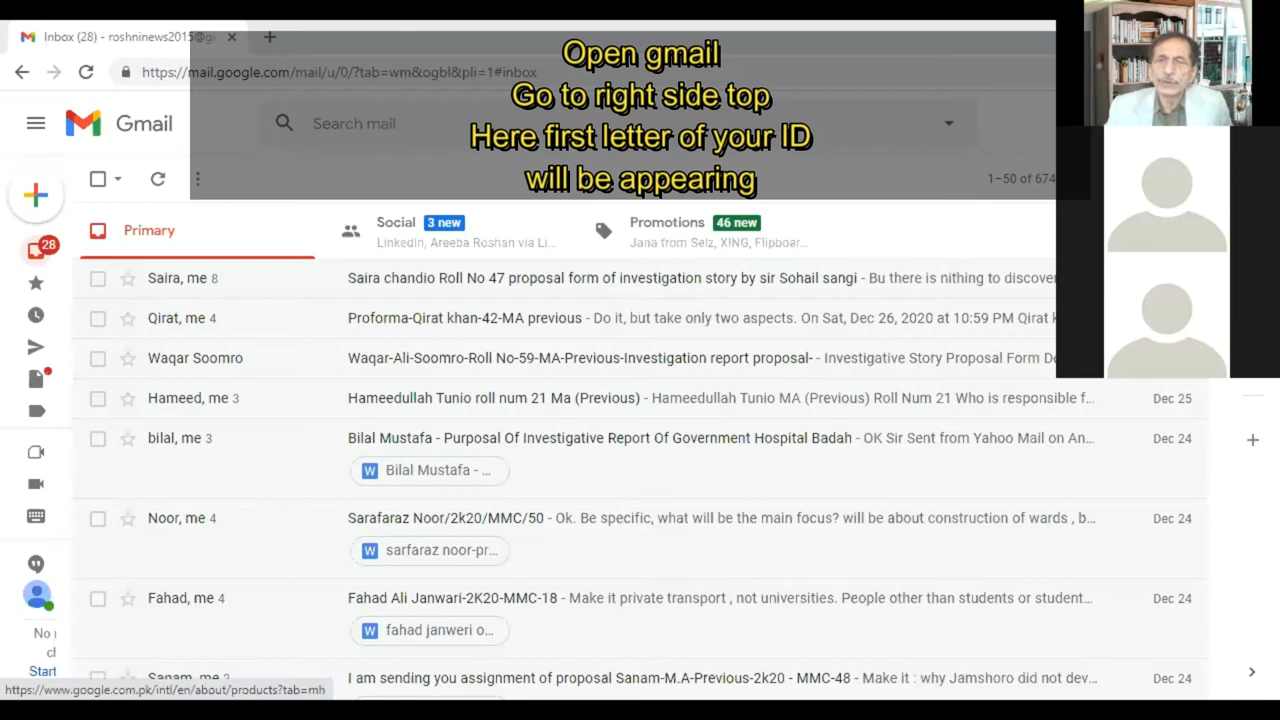 Inbox (28) - roshninews2015@g
Open gmail
Go to right side top
Here first letter of your ID
will be appearing
https://mail.google.com/mail/u/0/?tab=wm&ogbl&pli=1#inbox
Gmail
Search mail
1–50 of 674
Primary
Social 3 new
LinkedIn, Areeba Roshan via Li...
Promotions 46 new
Jana from Selz, XING, Flipboar...
28
Saira, me 8 Saira chandio Roll No 47 proposal form of investigation story by sir Sohail sangi - Bu there is nithing to discover
Qirat, me 4 Proforma-Qirat khan-42-MA previous - Do it, but take only two aspects. On Sat, Dec 26, 2020 at 10:59 PM Qirat
Waqar Soomro Waqar-Ali-Soomro-Roll No-59-MA-Previous-Investigation report proposal- - Investigative Story Proposal Form
Hameed, me 3 Hameedullah Tunio roll num 21 Ma (Previous) - Hameedullah Tunio MA (Previous) Roll Num 21 Who is responsible f... Dec 25
bilal, me 3 Bilal Mustafa - Purposal Of Investigative Report Of Government Hospital Badah - OK Sir Sent from Yahoo Mail on An... Dec 24
W Bilal Mustafa - ...
Noor, me 4 Sarafaraz Noor/2k20/MMC/50 - Ok. Be specific, what will be the main focus? will be about construction of wards , b... Dec 24
W sarfaraz noor-pr...
Fahad, me 4 Fahad Ali Janwari-2K20-MMC-18 - Make it private transport , not universities. People other than students or student... Dec 24
W fahad janweri o...
No
Start
Sanam, me 2 I am sending you assignment of proposal Sanam-M.A-Previous-2k20 - MMC-48 - Make it : why Jamshoro did not dev... Dec 24
https://www.google.com.pk/intl/en/about/products?tab=mh